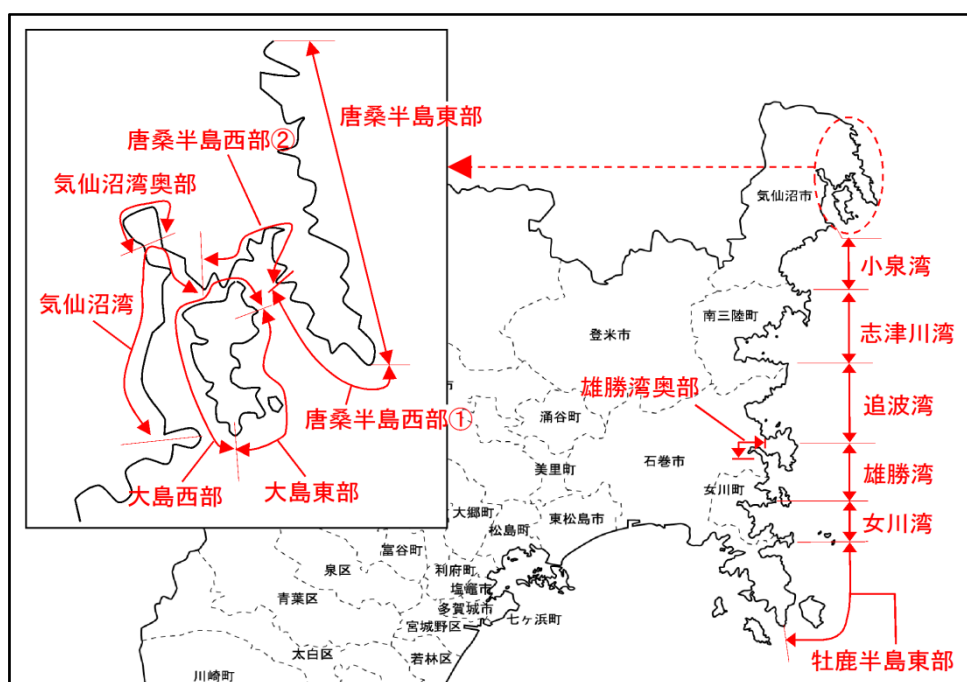 唐桑半島東部
唐桑半島西部②
気仙沼湾奥部
気仙沼湾
唐桑半島西部①
大島西部
大島東部
気仙沼市
小泉湾
南三陸町
志津川湾
登米市
雄勝湾奥部
追波湾
涌谷町
石巻市
美里町
雄勝湾
女川町
大郷町
東松島市
女川湾
松島町
富谷町
利府町
泉区
塩竈市
青葉区
多賀城市
七ヶ浜町
宮城野区
太白区
若林区
牡鹿半島東部
川崎町
市